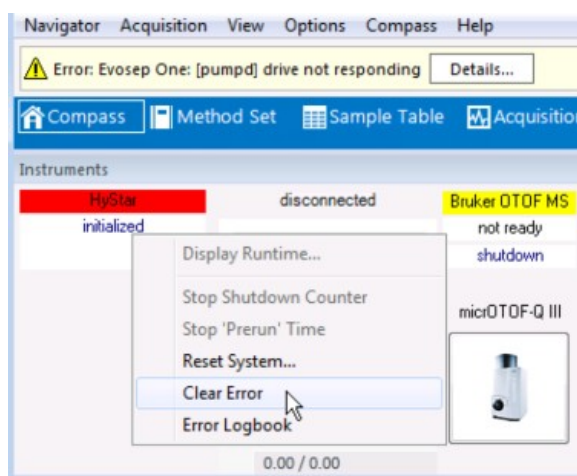 Navigator Acquisition View Options Compass Help
Error: Evosep One: [pumpd] drive not responding Details...
Compass Method Set Sample Table Acquisitio
Instruments
HyStar disconnected Bruker OTOF MS
initialized not ready
shutdown
Display Runtime...
Stop Shutdown Counter
Stop 'Prerun' Time
Reset System...
Clear Error
Error Logbook
micrOTOF-Q III
0.00 / 0.00